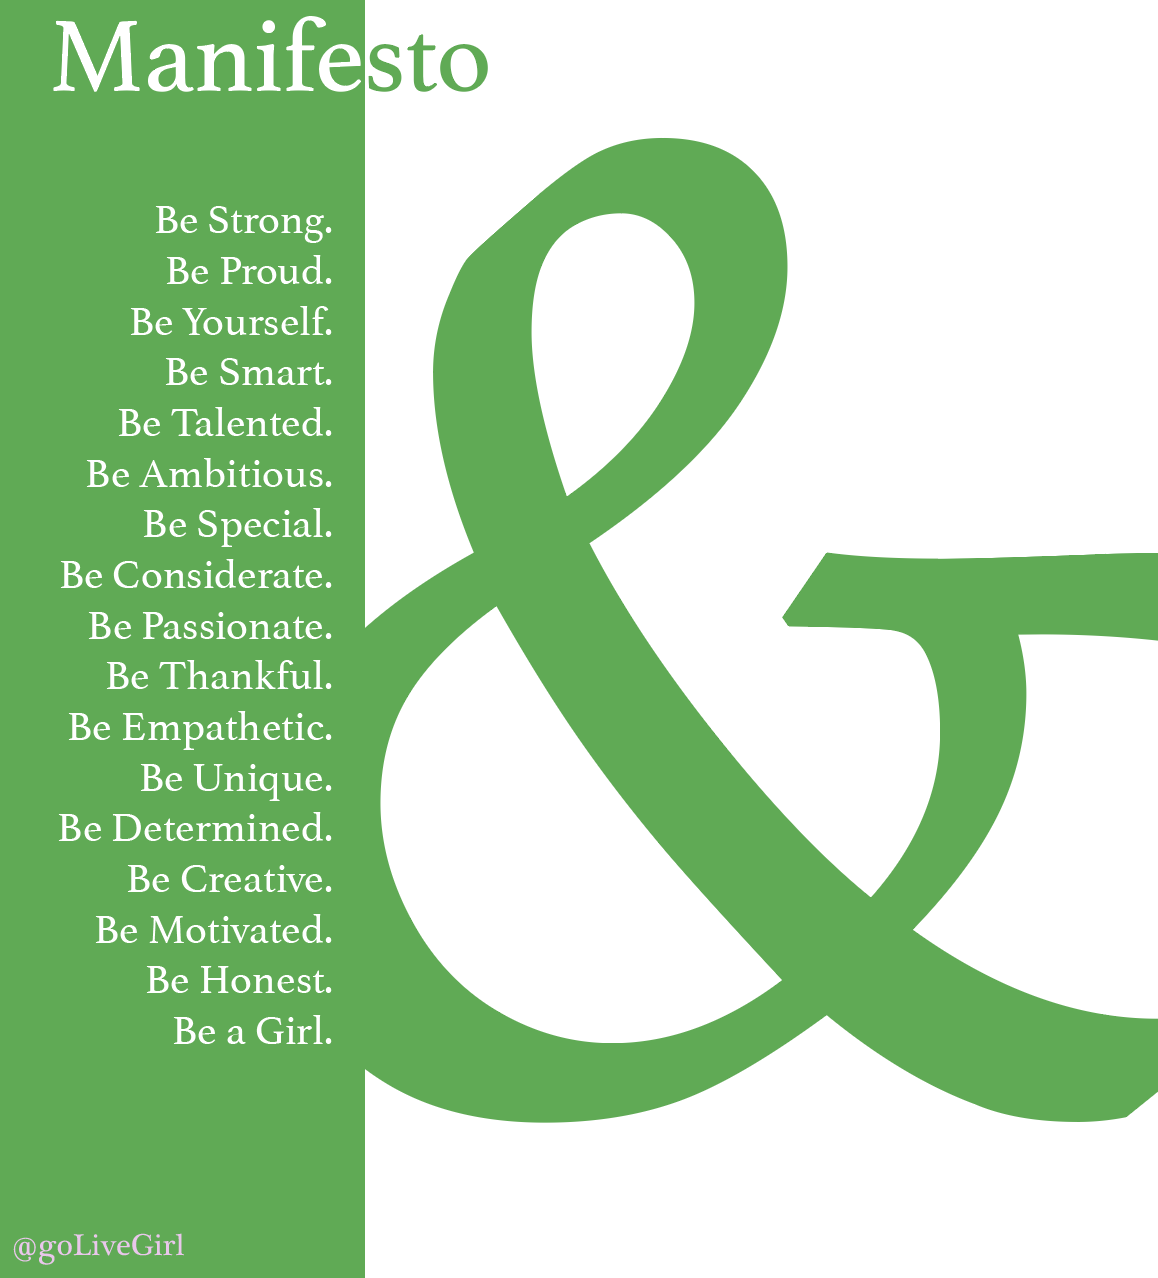 Manifesto
Be Strong.
Be Proud.
Be Yourself.
Be Smart.
Be Talented.
Be Ambitious.
Be Special.
Be Considerate.
Be Passionate.
Be Thankful.
Be Empathetic.
Be Unique.
Be Determined.
Be Creative.
Be Motivated.
Be Honest.
Be a Girl.
&
@goLiveGirl